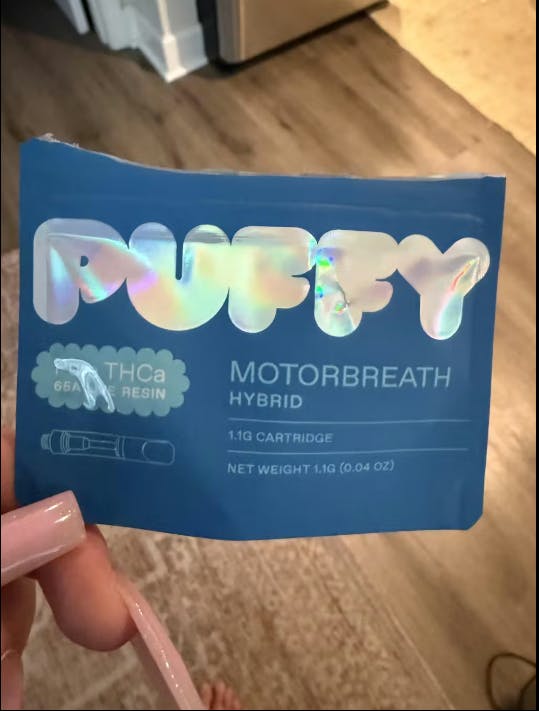 PUFFY
THCa
RESIN
MOTORBREATH
HYBRID
1.1G CARTRIDGE
NET WEIGHT 1.1G (0.04 OZ)